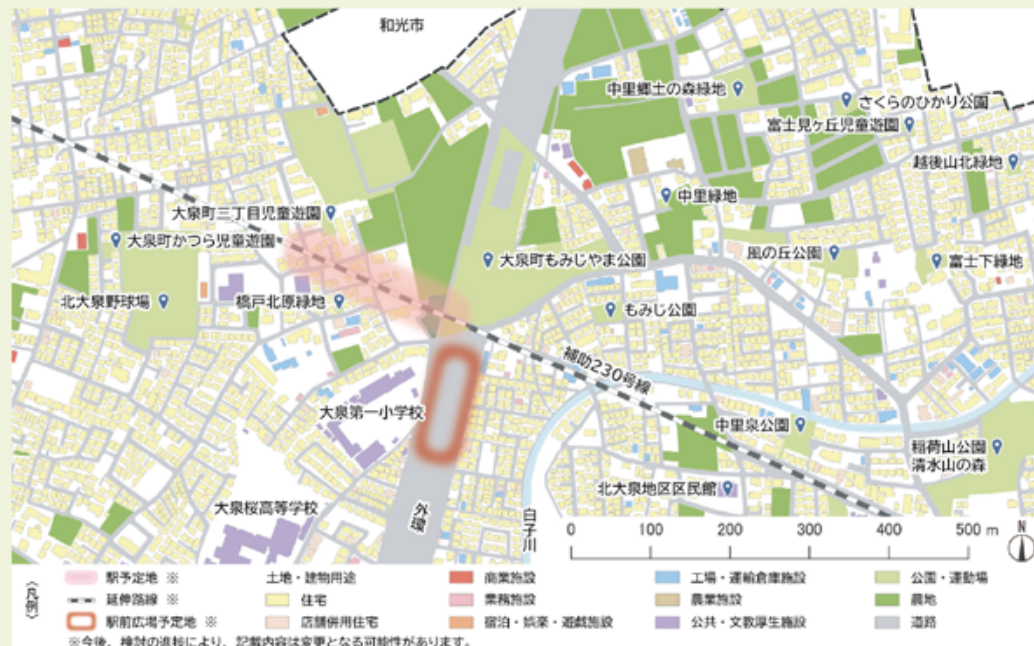 和光市
中里郷土の森緑地
さくらのひかり公園
富士見ヶ丘児童遊園
越後山北緑地
中里緑地
大泉町三丁目児童遊園
大泉町かつら児童遊園
大泉町もみじやま公園
風の丘公園
富士下緑地
北大泉野球場
橋戸北原緑地
もみじ公園
補助230号線
大泉第一小学校
中里泉公園
稲荷山公園
清水山の森
北大泉地区区民館
大泉桜高等学校
外環
白子川
0 100 200 300 400 500 m
N
〈凡例〉
駅予定地 ※
土地・建物用途
商業施設
工場・運輸倉庫施設
公園・運動場
延伸路線 ※
住宅
業務施設
農業施設
農地
駅前広場予定地 ※
店舗併用住宅
宿泊・娯楽・遊戯施設
公共・文教厚生施設
道路
※今後、検討の進捗により、記載内容は変更となる可能性があります。